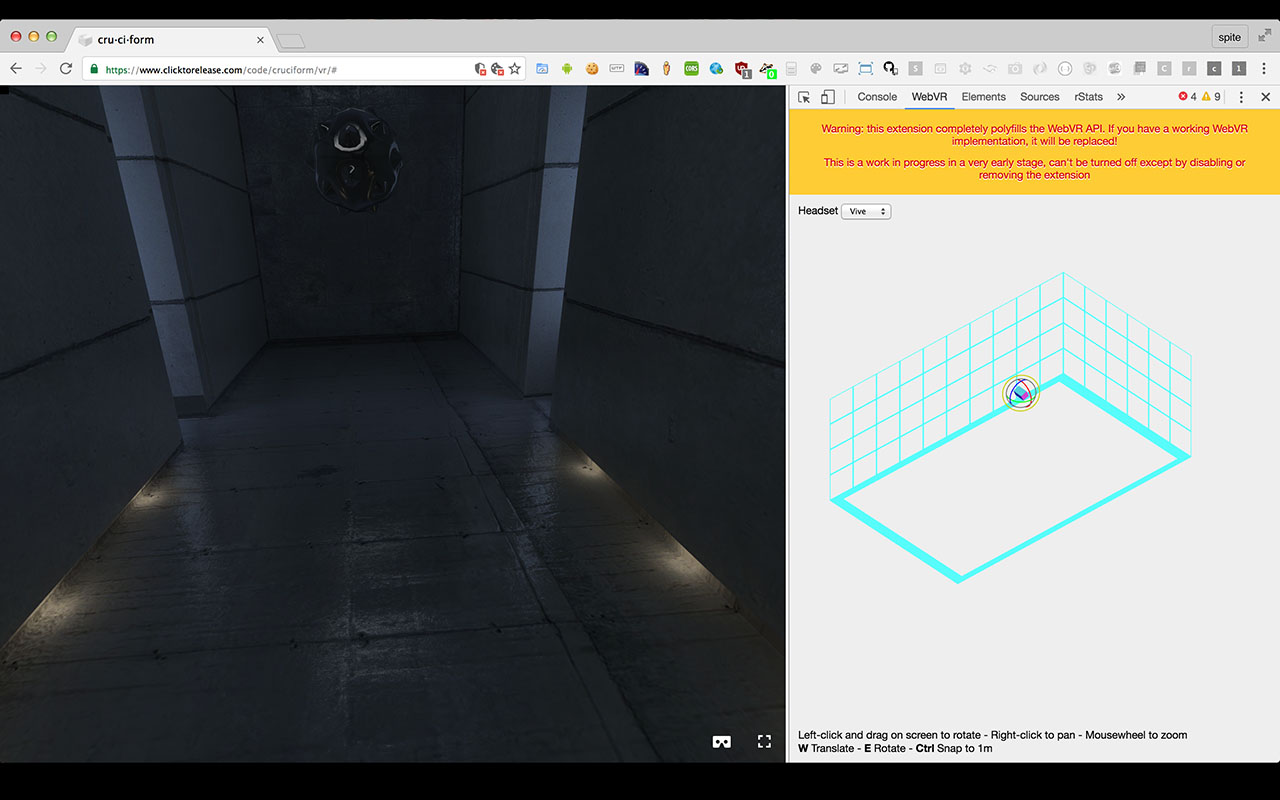 cru·ci·form
spite
https://www.clicktorelease.com/code/cruciform/vr/#
CORS
1
0
S
C
r
c
1
Console WebVR Elements Sources rStats » 4 9
Warning: this extension completely polyfills the WebVR API. If you have a working WebVR
implementation, it will be replaced!
This is a work in progress in a very early stage, can't be turned off except by disabling or
removing the extension
Headset Vive
Left-click and drag on screen to rotate - Right-click to pan - Mousewheel to zoom
W Translate - E Rotate - Ctrl Snap to 1m